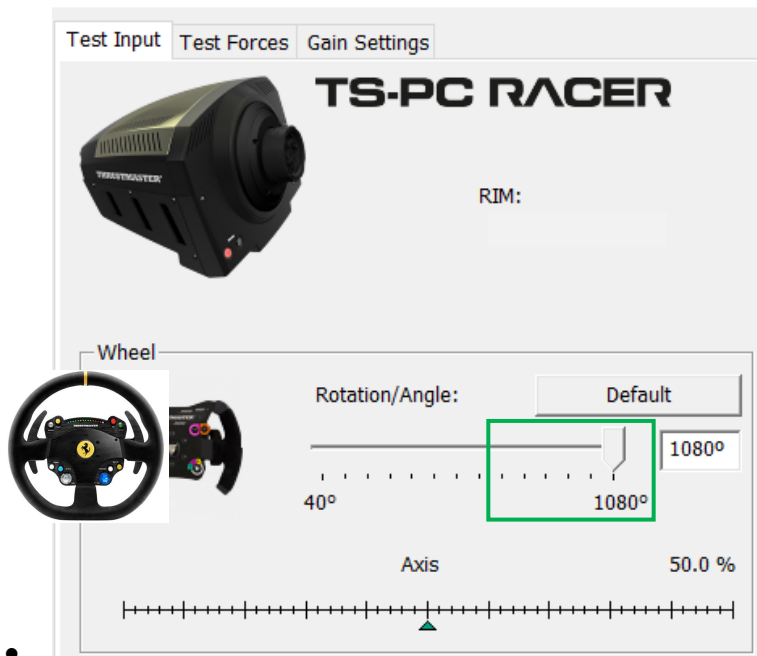 Test Input Test Forces Gain Settings
TS-PC RACER
THRUSTMASTER
RIM:
Wheel
Rotation/Angle: Default
1080º
40º 1080º
Axis 50.0 %